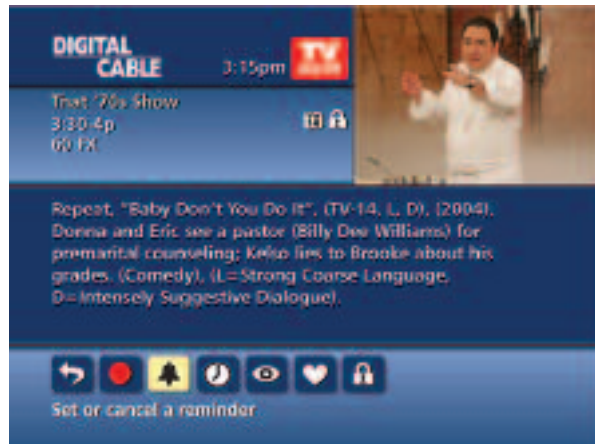 DIGITAL
CABLE
3:15pm
TV
That '70s Show
3:30-4p
60 FX
Repeat, "Baby Don't You Do It". (TV-14, L, D), (2004).
Donna and Eric see a pastor (Billy Dee Williams) for
premarital counseling; Kelso lies to Brooke about his
grades. (Comedy), (L=Strong Coarse Language,
D=Intensely Suggestive Dialogue).
Set or cancel a reminder